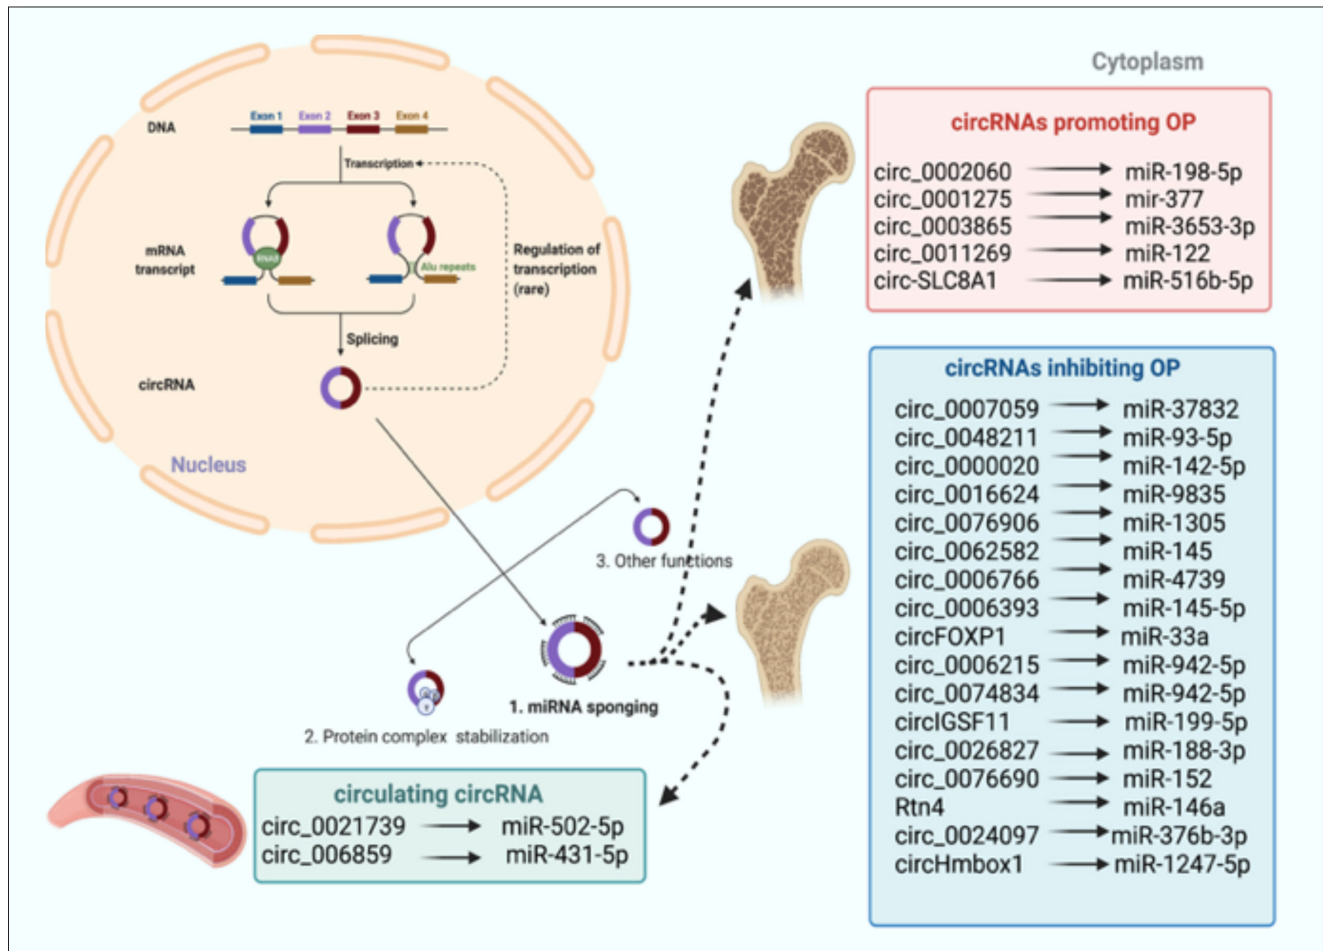 Cytoplasm
DNA
Exon 1 Exon 2 Exon 3 Exon 4
Transcription
mRNA
transcript
Alu repeats
Regulation of
transcription
(rare)
Splicing
circRNA
Nucleus
3. Other functions
1. miRNA sponging
2. Protein complex stabilization
circRNAs promoting OP
circ_0002060 miR-198-5p
circ_0001275 mir-377
circ_0003865 miR-3653-3p
circ_0011269 miR-122
circ-SLC8A1 miR-516b-5p
circRNAs inhibiting OP
circ_0007059 miR-37832
circ_0048211 miR-93-5p
circ_0000020 miR-142-5p
circ_0016624 miR-9835
circ_0076906 miR-1305
circ_0062582 miR-145
circ_0006766 miR-4739
circ_0006393 miR-145-5p
circFOXP1 miR-33a
circ_0006215 miR-942-5p
circ_0074834 miR-942-5p
circIGSF11 miR-199-5p
circ_0026827 miR-188-3p
circ_0076690 miR-152
Rtn4 miR-146a
circ_0024097 miR-376b-3p
circHmbox1 miR-1247-5p
circulating circRNA
circ_0021739 miR-502-5p
circ_006859 miR-431-5p